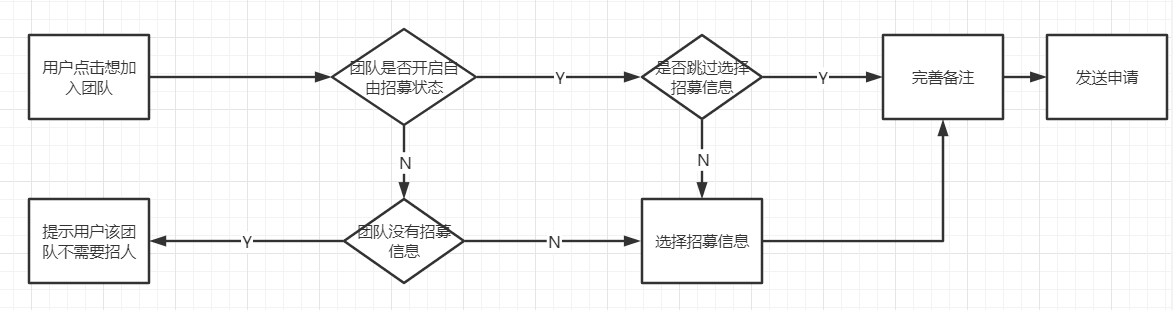 用户点击想加
入团队
团队是否开启自
由招募状态
Y
是否跳过选择
招募信息
Y
完善备注
发送申请
N
N
提示用户该团
队不需要招人
Y
团队没有招募
信息
N
选择招募信息